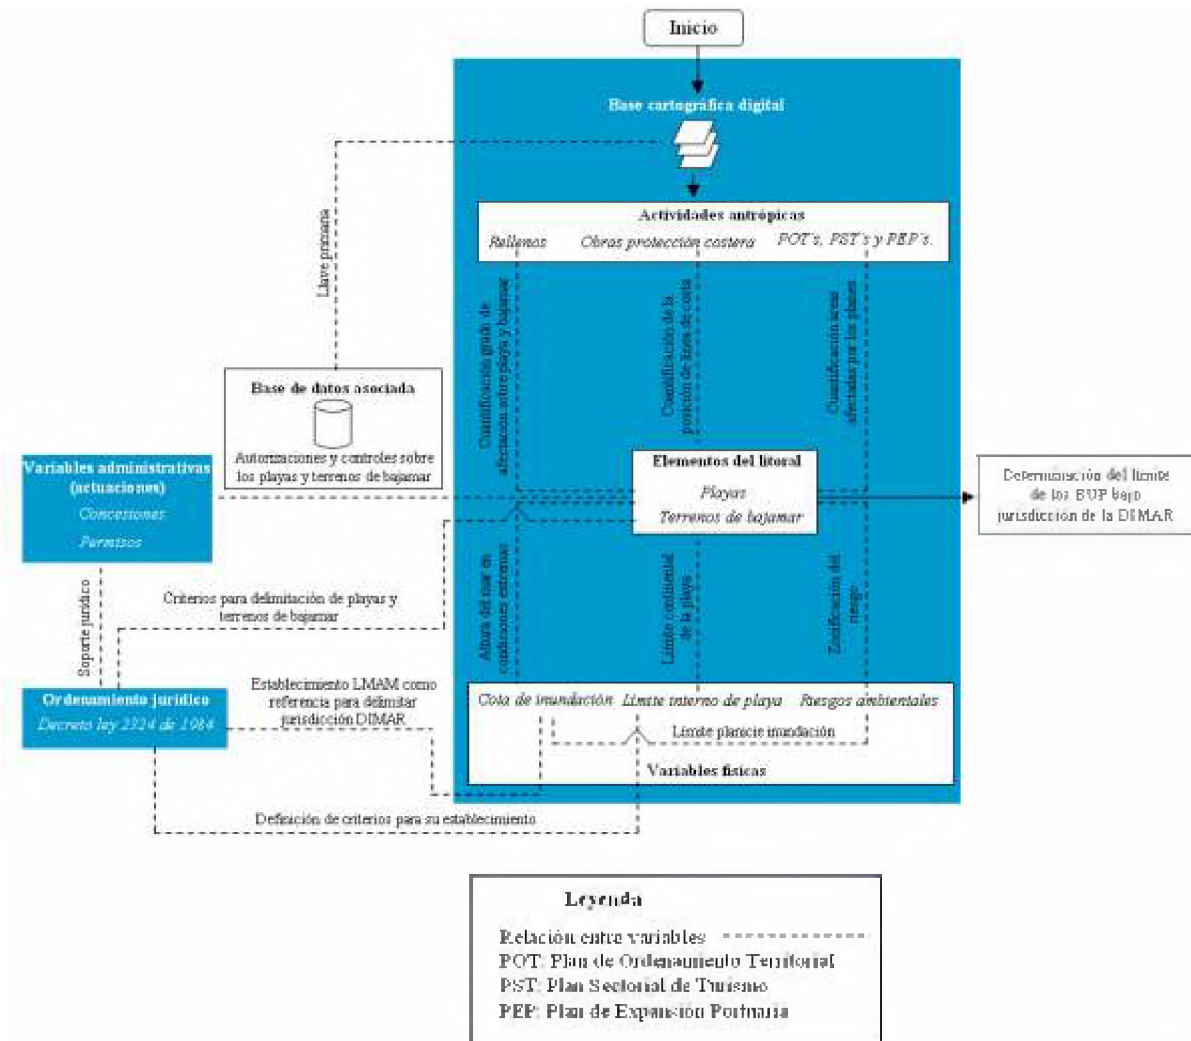 Inicio
Base cartográfica digital
Actividades antrópicas
Rellenos
Obras protección costera
POT's, PST's y PEP's.
Llave primaria
Cuantificación grado de
afectación sobre playa y bajamar
Cuantificación de la
posición de línea de costa
Cuantificación areas
afectadas por los planes
Base de datos asociada
Autorizaciones y controles sobre
los playas y terrenos de bajamar
Variables administrativas
(actuaciones)
Concesiones
Permisos
Elementos del litoral
Playas
Terrenos de bajamar
Determinación del límite
de los BUP bajo
jurisdicción de la DIMAR
Soporte jurídico
Criterios para delimitación de playas y
terrenos de bajamar
Altura del mar en
condiciones extremas
Límite continental
de la playa
Zonificación del
riesgo
Ordenamiento jurídico
Decreto ley 2324 de 1984
Establecimiento LMAM como
referencia para delimitar
jurisdicción DIMAR
Cota de inundación
Límite interno de playa
Riesgos ambientales
Límite planicie inundación
Variables físicas
Definición de criterios para su establecimiento
Leyenda
Relación entre variables
POT: Plan de Ordenamiento Territorial
PST: Plan Sectorial de Turismo
PEP: Plan de Expansión Portuaria